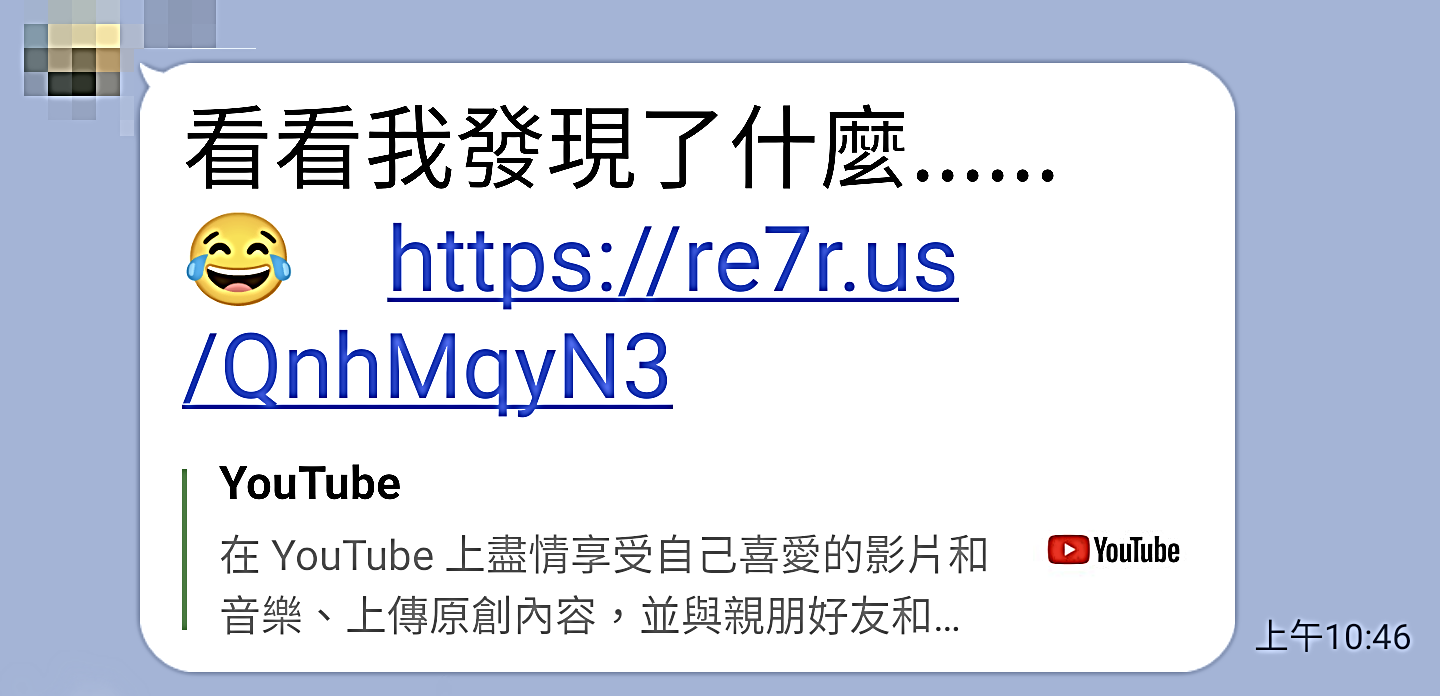 看看我發現了什麼......
😂 https://re7r.us
/QnhMqyN3
YouTube
在 YouTube 上盡情享受自己喜愛的影片和
音樂、上傳原創內容，並與親朋好友和...
YouTube
上午10:46